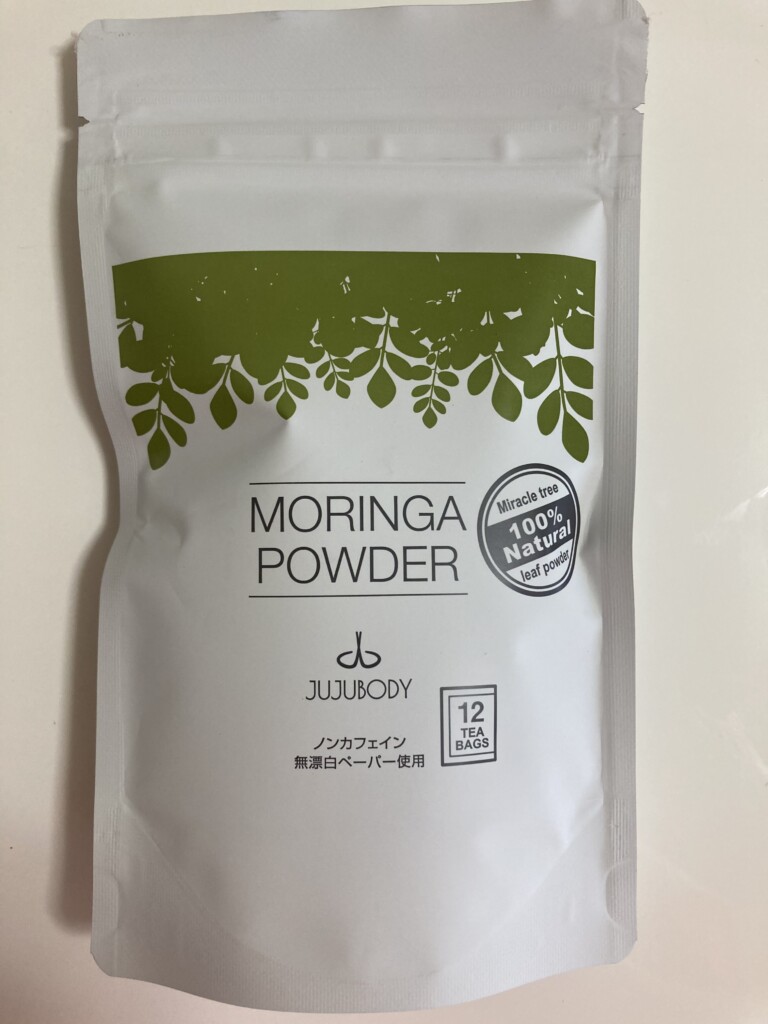 MORINGA
POWDER
Miracle tree
100%
Natural
leaf powder
JUJUBODY
12
TEA
BAGS
ノンカフェイン
無漂白ペーパー使用